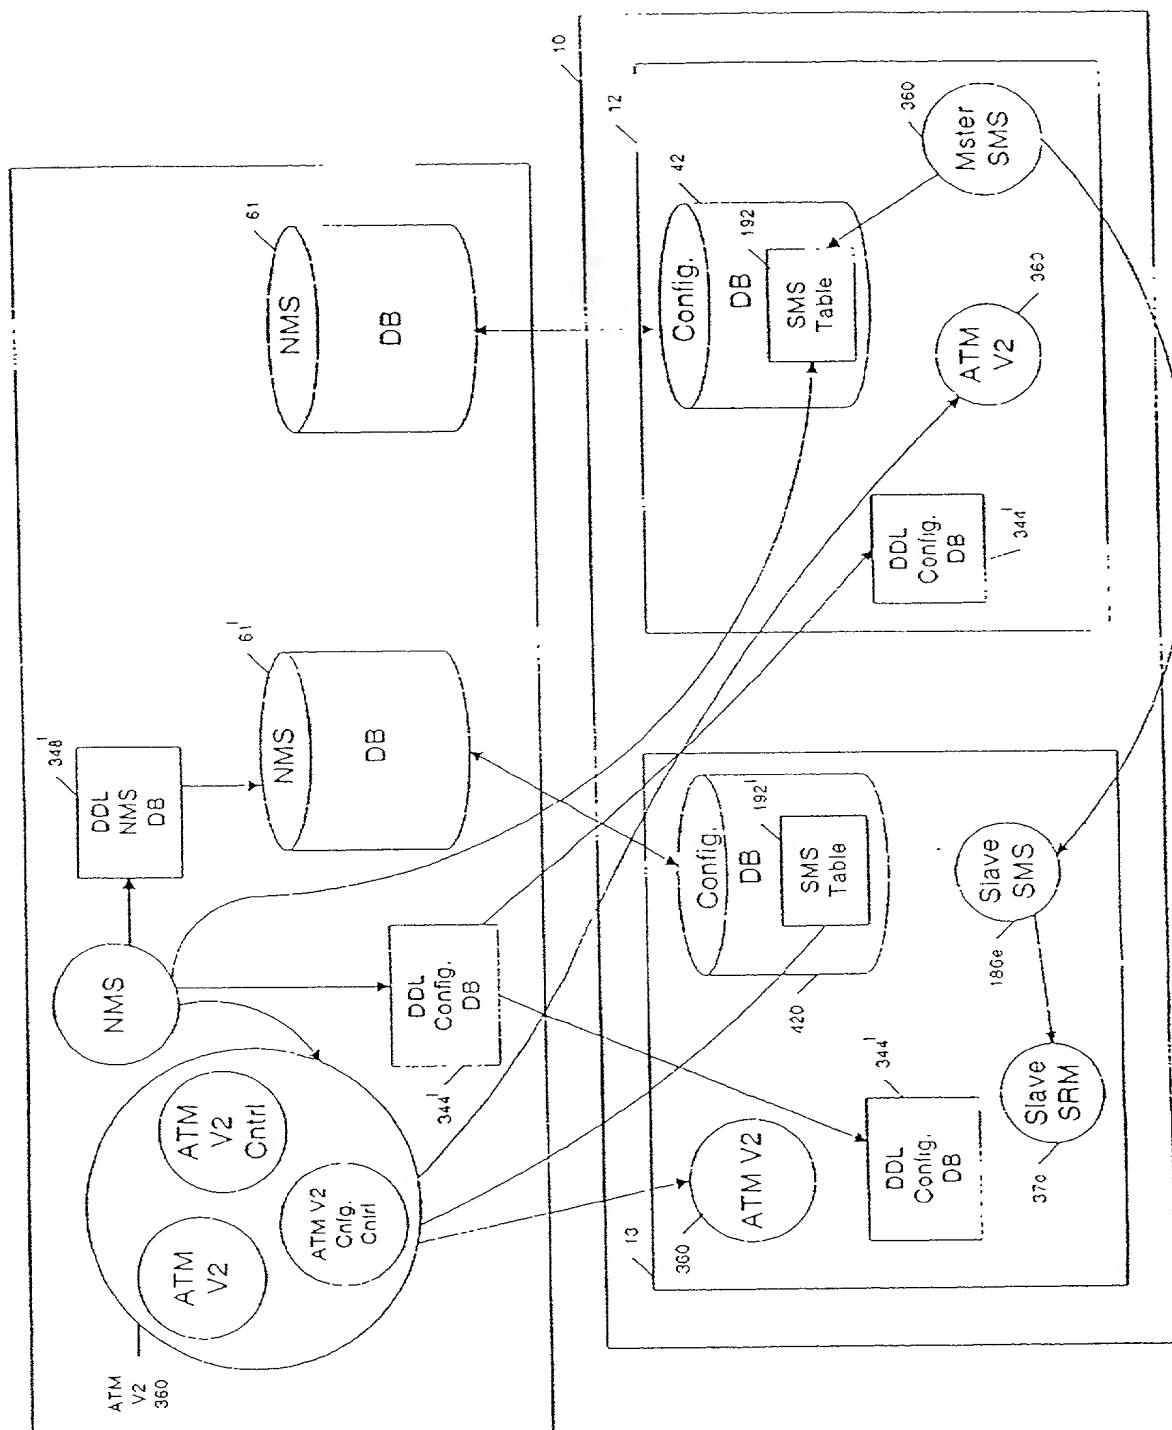 ATM
V2
360
ATM
V2
ATM
V2
Cntrl
ATM V2
Cnfg.
Cntrl
NMS
DDL
NMS
DB
348'
DDL
Config.
DB
344'
NMS
DB
61'
NMS
DB
61
10
13
360
ATM V2
DDL
Config.
DB
344'
Slave
SRM
37c
Slave
SMS
186e
Config.
DB
SMS
Table
192'
420
12
Config.
DB
SMS
Table
192
42
DDL
Config.
DB
344'
ATM
V2
360
Mster
SMS
360